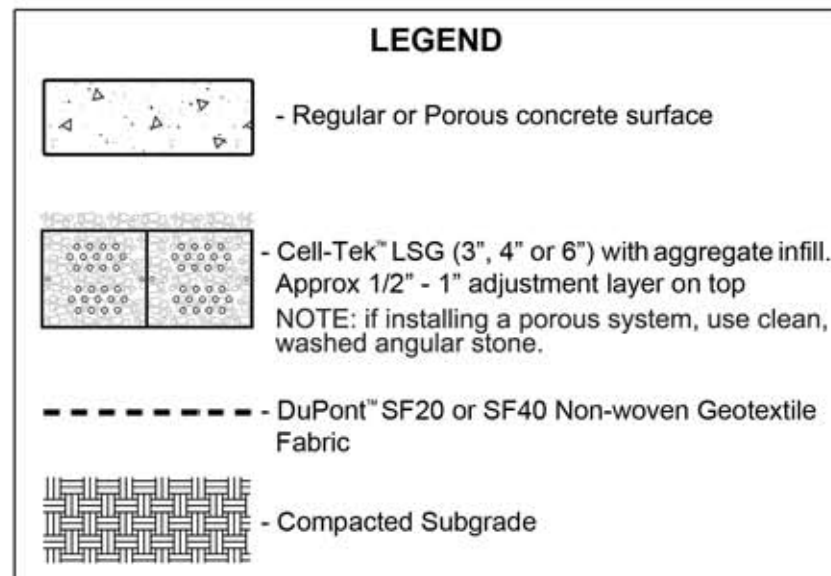 LEGEND
- Regular or Porous concrete surface
- Cell-Tek™ LSG (3”, 4” or 6”) with aggregate infill.
Approx 1/2” - 1” adjustment layer on top
NOTE: if installing a porous system, use clean,
washed angular stone.
- DuPont™ SF20 or SF40 Non-woven Geotextile
Fabric
- Compacted Subgrade